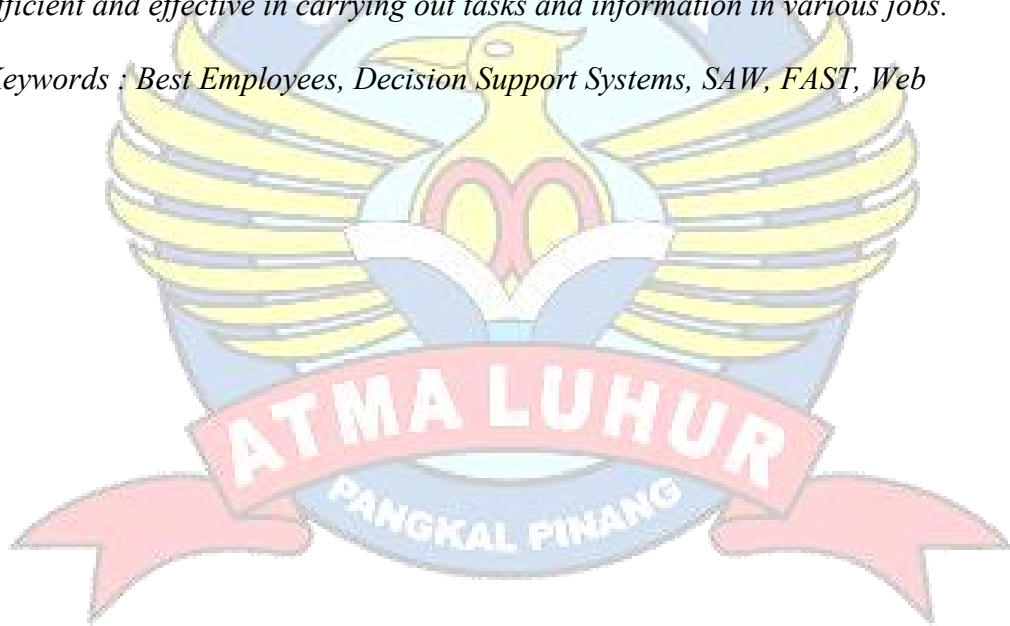 fficient and effective in carrying out tasks and information in various jobs.
Keywords : Best Employees, Decision Support Systems, SAW, FAST, Web
ATMA LUHUR
PANGKAL PINANG